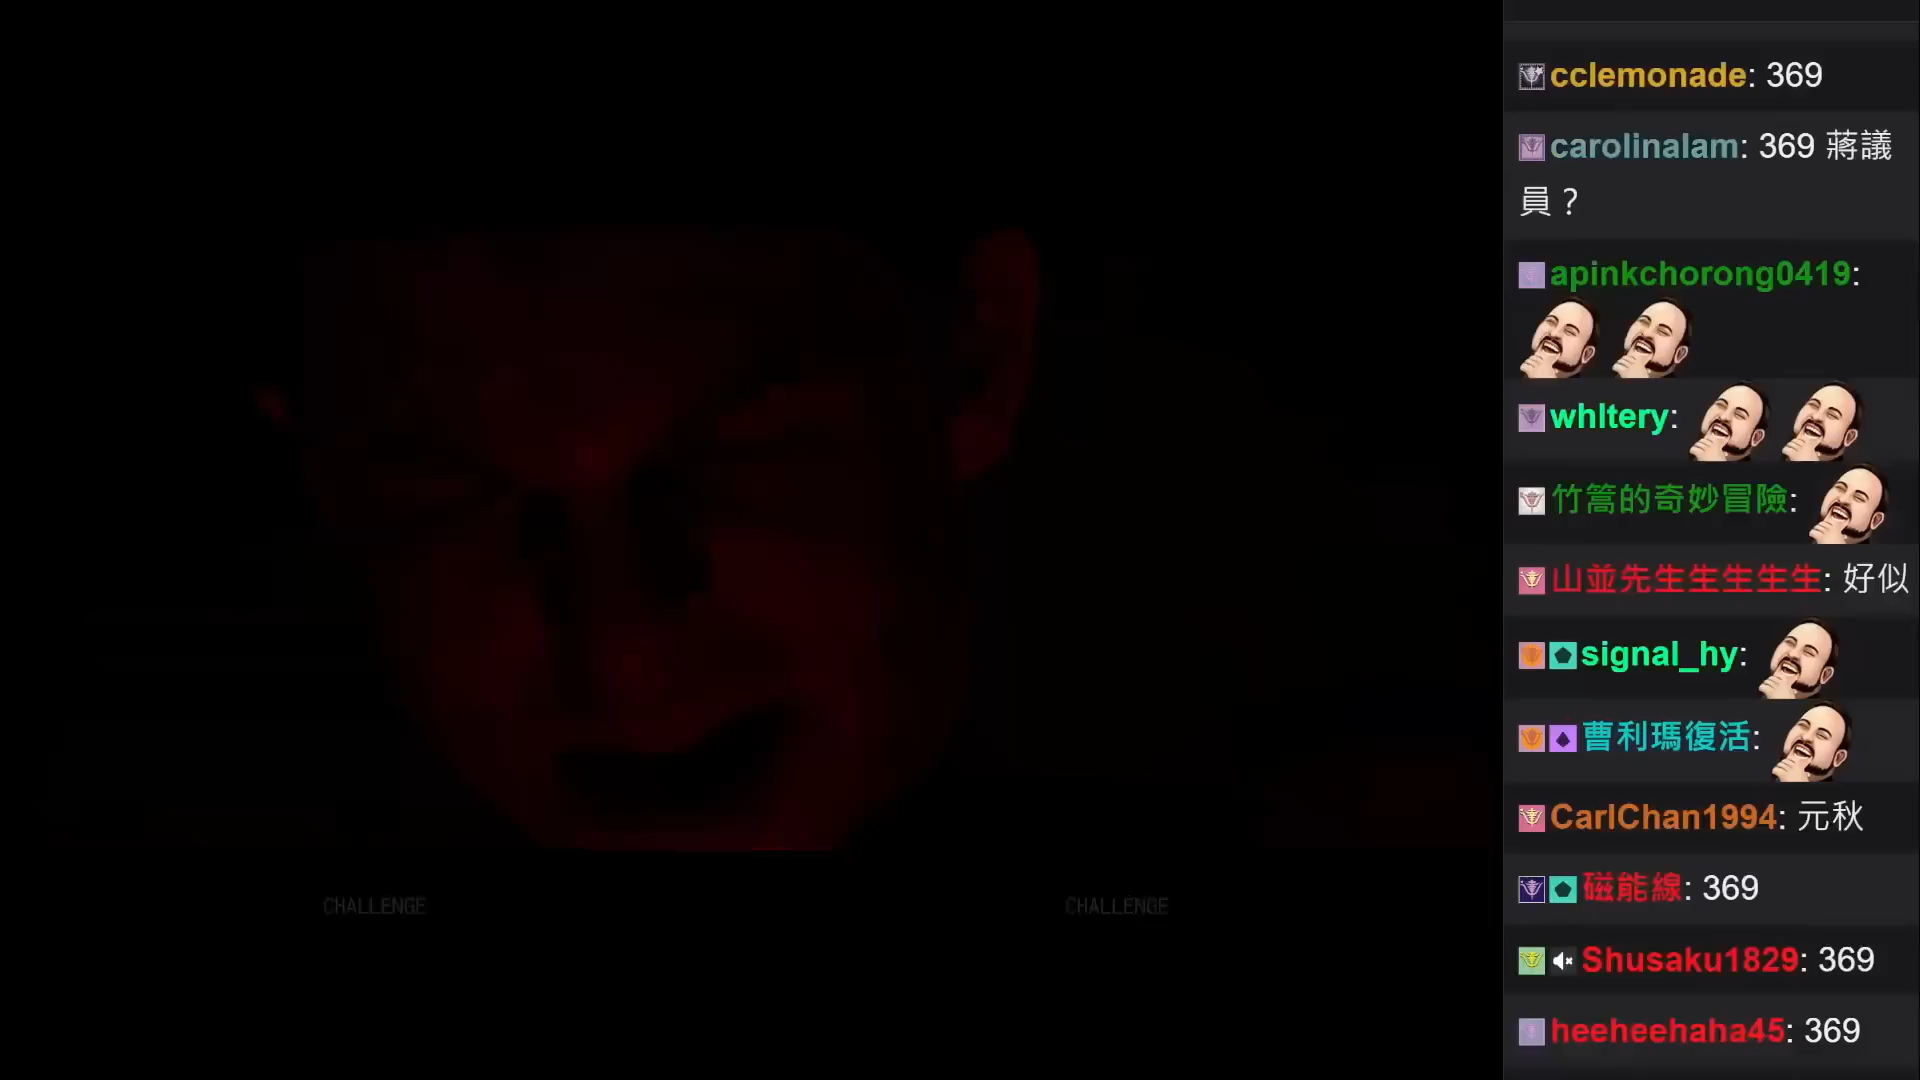 cclemonade: 369
carolinalam: 369 蔣議
員？
apinkchorong0419:
whltery:
竹篙的奇妙冒險:
山並先生生生生生: 好似
signal_hy:
曹利瑪復活:
CarlChan1994: 元秋
磁能線: 369
CHALLENGE
CHALLENGE
Shusaku1829: 369
heeheehaha45: 369